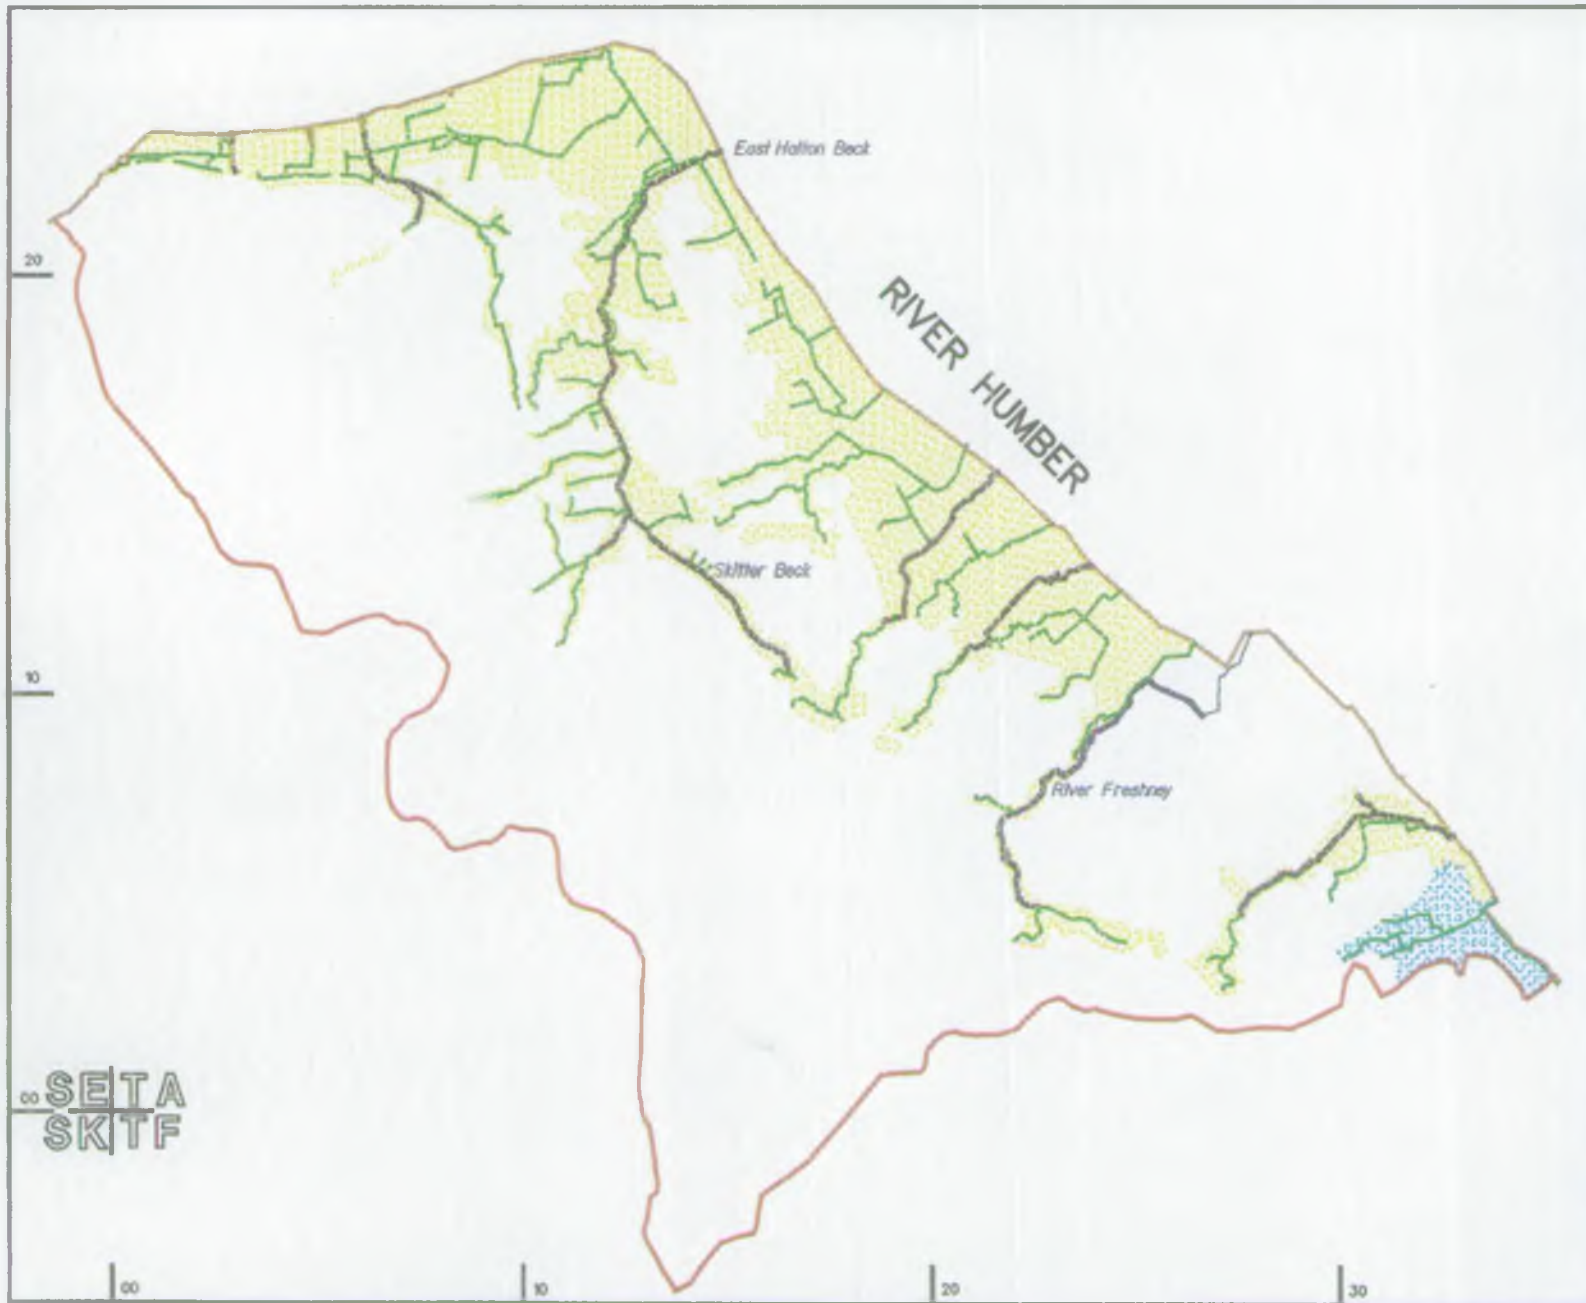 East Halton Beck
20
RIVER HUMBER
Skitter Beck
10
River Freshney
00
SE TA
SK TF
00
10
20
30